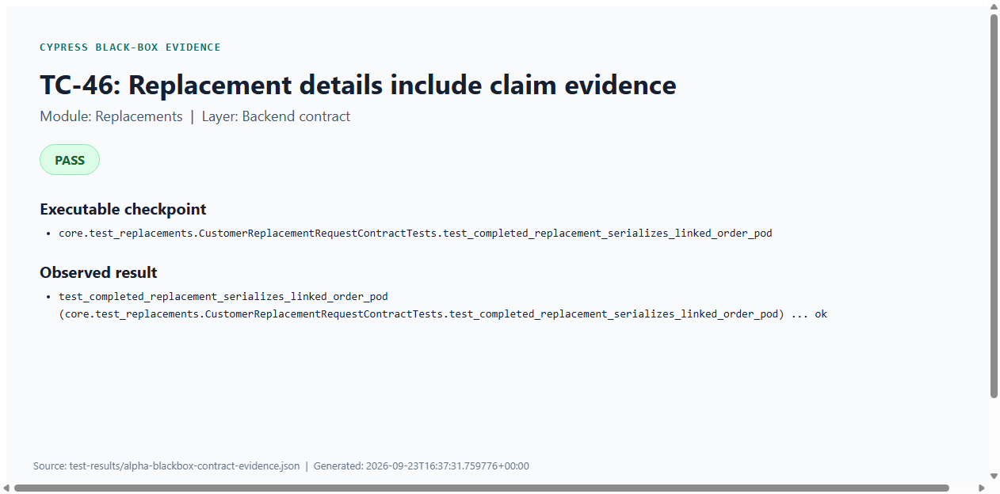 CYPRESS BLACK-BOX EVIDENCE
TC-46: Replacement details include claim evidence
Module: Replacements | Layer: Backend contract
PASS
Executable checkpoint
• core.test_replacements.CustomerReplacementRequestContractTests.test_completed_replacement_serializes_linked_order_pod
Observed result
• test_completed_replacement_serializes_linked_order_pod
(core.test_replacements.CustomerReplacementRequestContractTests.test_completed_replacement_serializes_linked_order_pod) ... ok
Source: test-results/alpha-blackbox-contract-evidence.json | Generated: 2026-09-23T16:37:31.759776+00:00